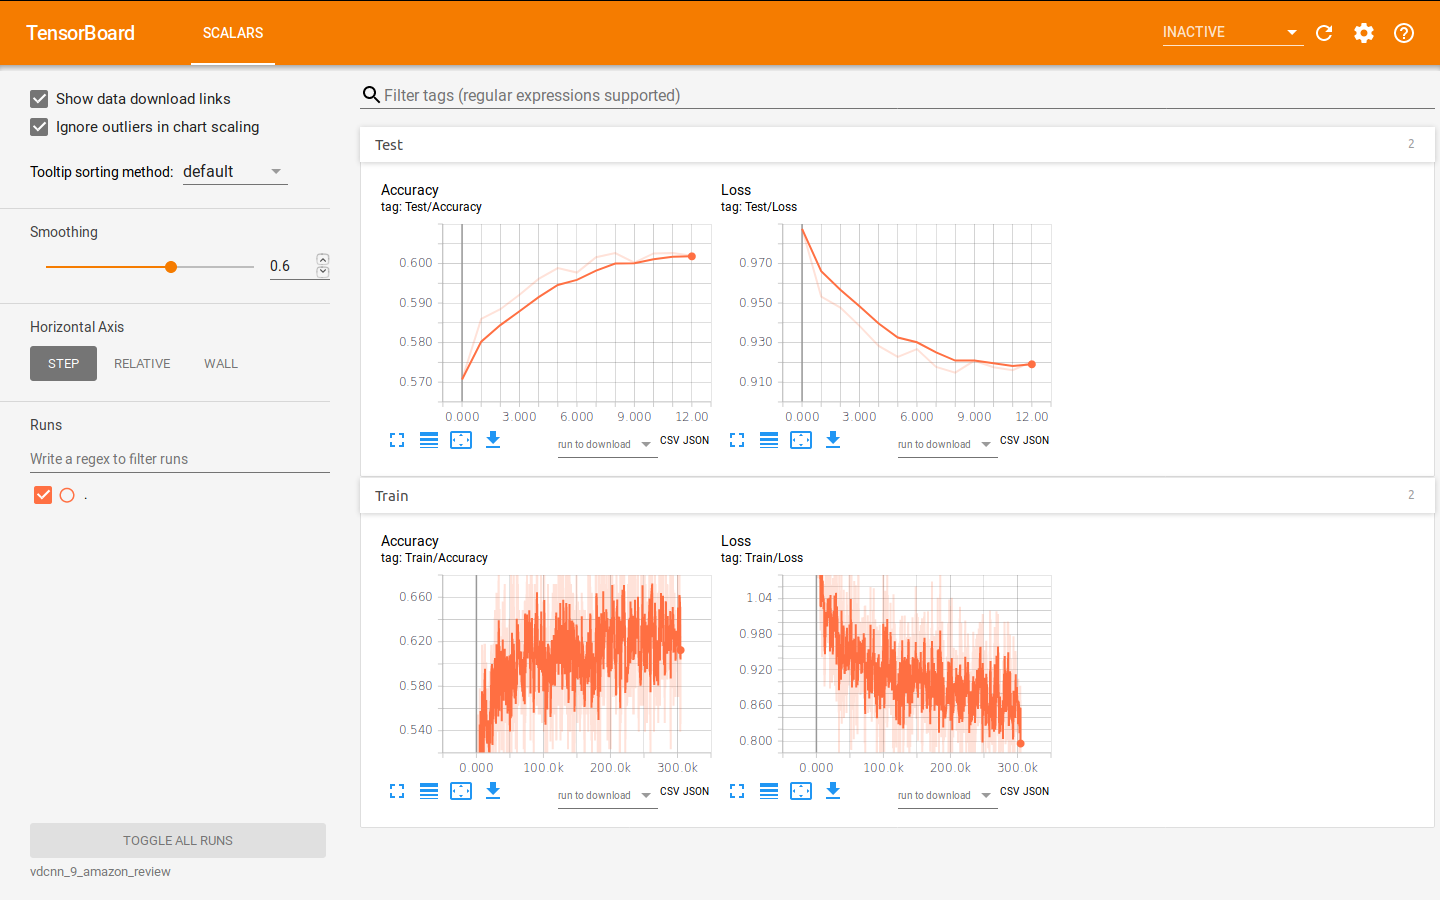 TensorBoard SCALARS INACTIVE
Show data download links
Ignore outliers in chart scaling
Tooltip sorting method: default
Smoothing
0.6
Horizontal Axis
STEP RELATIVE WALL
Runs
Write a regex to filter runs
.
TOGGLE ALL RUNS
vdcnn_9_amazon_review
Filter tags (regular expressions supported)
Test 2
Accuracy
tag: Test/Accuracy
0.600
0.590
0.580
0.570
0.000 3.000 6.000 9.000 12.00
run to download CSV JSON
Loss
tag: Test/Loss
0.970
0.950
0.930
0.910
0.000 3.000 6.000 9.000 12.00
run to download CSV JSON
Train 2
Accuracy
tag: Train/Accuracy
0.660
0.620
0.580
0.540
0.000 100.0k 200.0k 300.0k
run to download CSV JSON
Loss
tag: Train/Loss
1.04
0.980
0.920
0.860
0.800
0.000 100.0k 200.0k 300.0k
run to download CSV JSON